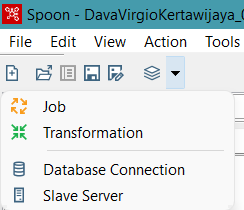 Spoon - DavaVirgioKertawijaya_
File Edit View Action Tools
Job
Transformation
Database Connection
Slave Server